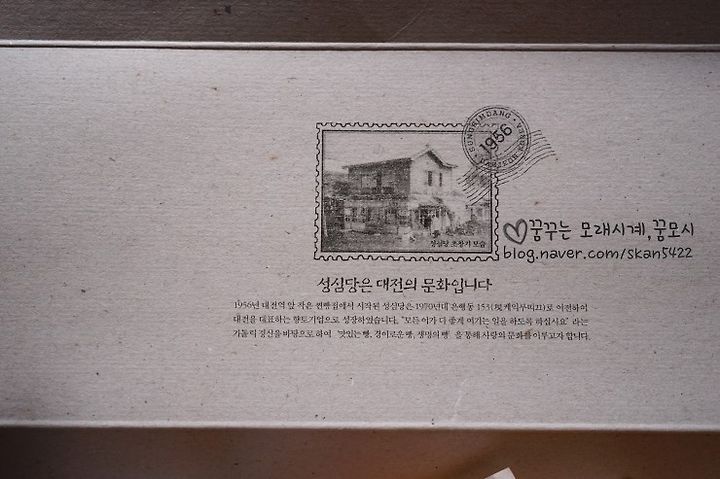 SUNGSIMDANG
1956
성심당 초창기 모습
꿈꾸는 모래시계,꿈모시
blog.naver.com/skan5422
성심당은 대전의 문화입니다
1956년 대전역 앞 작은 찐빵집에서 시작된 성심당은 1970년대 은행동 153(現 케익부띠끄)로 이전하여
대전을 대표하는 향토기업으로 성장하였습니다. "모든 이가 다 좋게 여기는 일을 하도록 하십시오" 라는
가톨릭 정신을 바탕으로 하여 "맛있는 빵, 경이로운 빵, 생명의 빵" 을 통해 사랑의 문화를 이루고자 합니다.